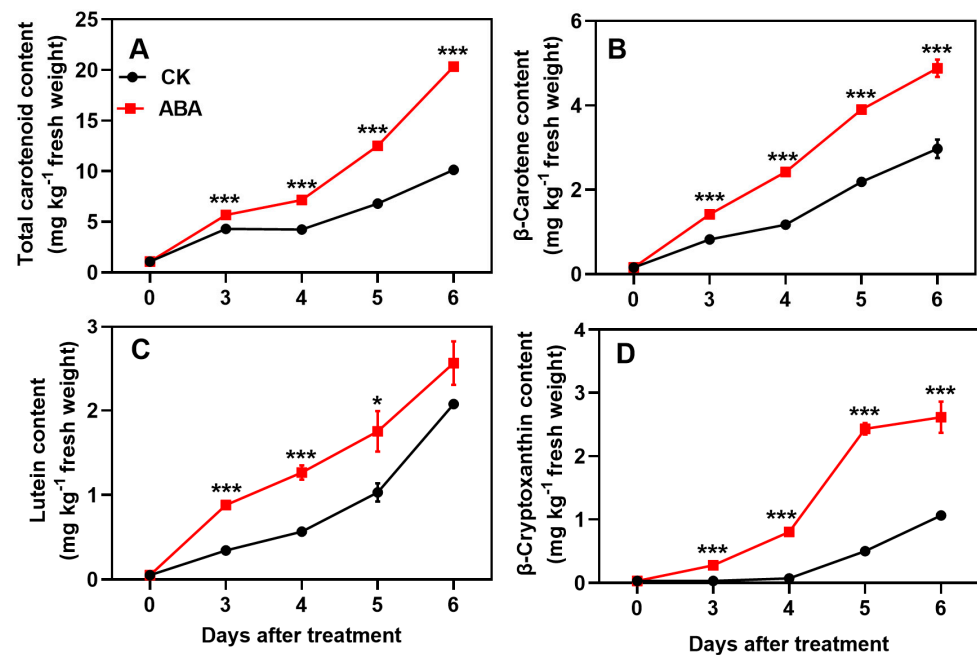 A
Total carotenoid content
(mg kg⁻¹ fresh weight)
25
20
15
10
5
0
CK
ABA
***
***
***
***
0 3 4 5 6
B
β-Carotene content
(mg kg⁻¹ fresh weight)
6
4
2
0
***
***
***
***
0 3 4 5 6
C
Lutein content
(mg kg⁻¹ fresh weight)
3
2
1
0
***
***
*
0 3 4 5 6
Days after treatment
D
β-Cryptoxanthin content
(mg kg⁻¹ fresh weight)
4
3
2
1
0
***
***
***
***
0 3 4 5 6
Days after treatment